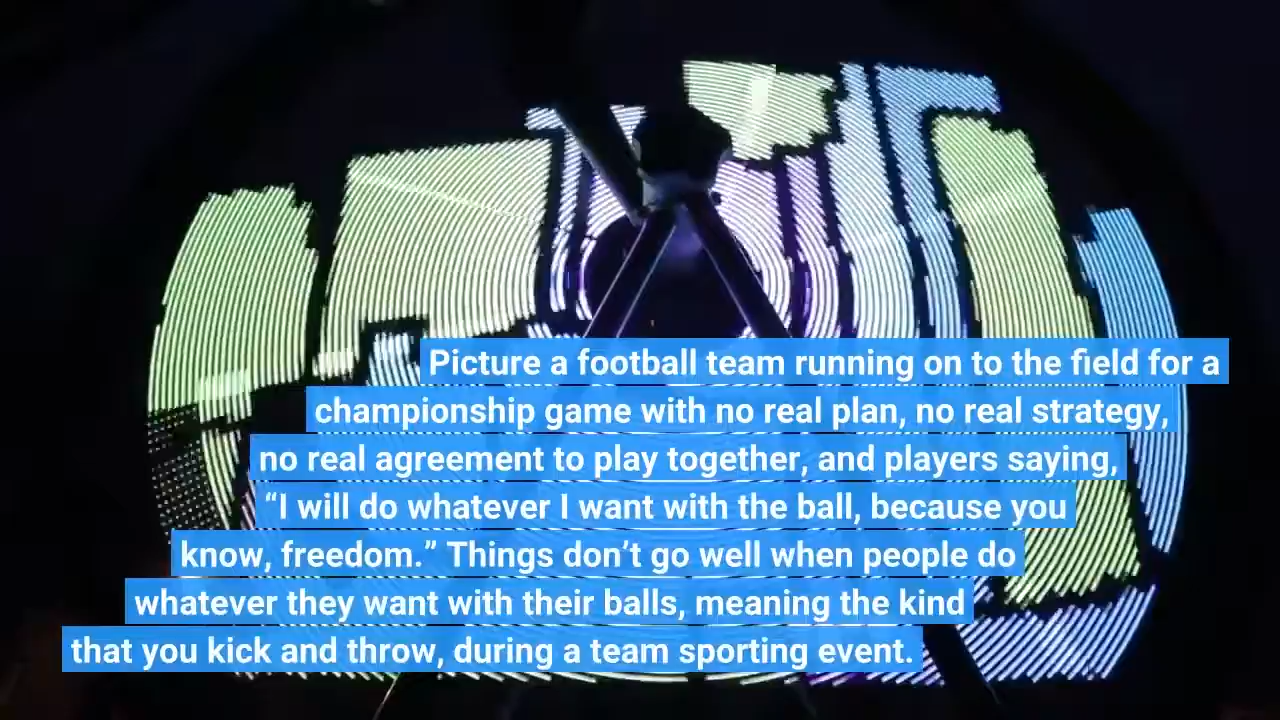 Picture a football team running on to the field for a
championship game with no real plan, no real strategy,
no real agreement to play together, and players saying,
“I will do whatever I want with the ball, because you
know, freedom.” Things don’t go well when people do
whatever they want with their balls, meaning the kind
that you kick and throw, during a team sporting event.